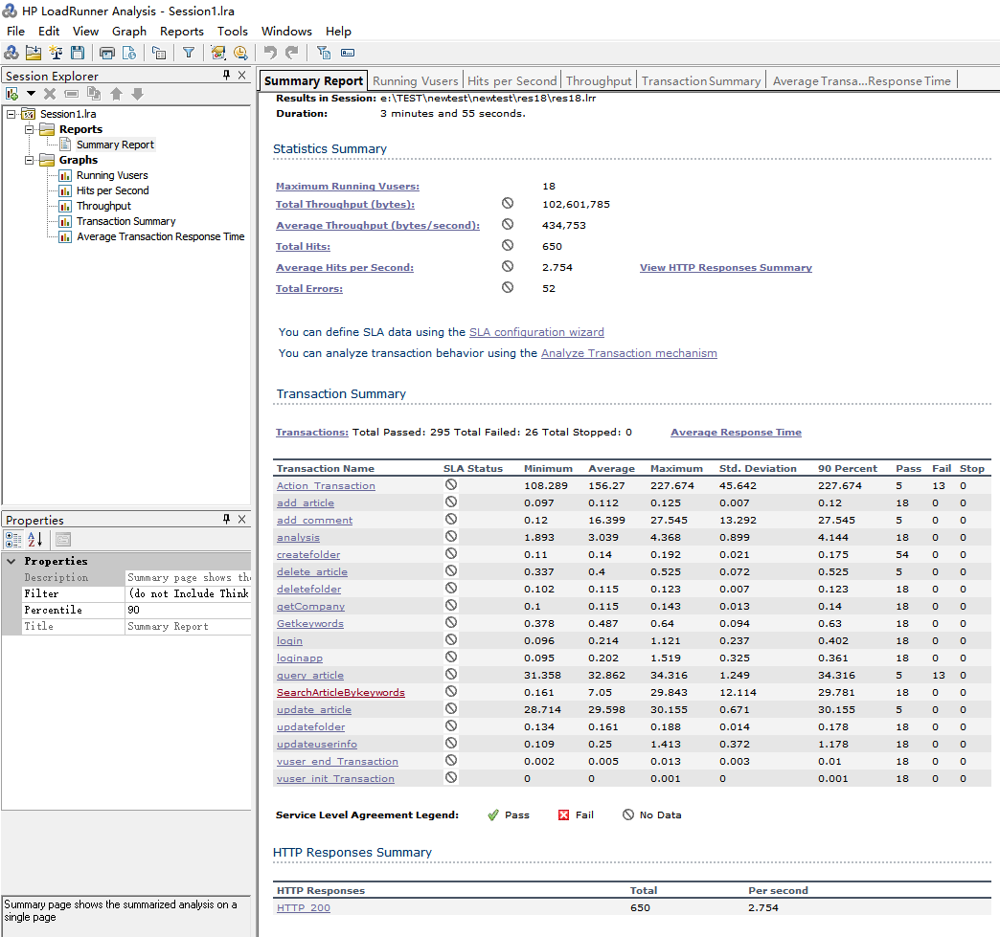 HP LoadRunner Analysis - Session1.lra
File Edit View Graph Reports Tools Windows Help
Session Explorer
Session1.lra
Reports
Summary Report
Graphs
Running Vusers
Hits per Second
Throughput
Transaction Summary
Average Transaction Response Time
Properties
Properties
Description Summary page shows the
Filter (do not Include Think
Percentile 90
Title Summary Report
Summary page shows the summarized analysis on a
single page
Summary Report Running Vusers Hits per Second Throughput Transaction Summary Average Transa...Response Time
Results in Session: e:\TEST\newtest\newtest\res18\res18.lrr
Duration: 3 minutes and 55 seconds.
Statistics Summary
Maximum Running Vusers: 18
Total Throughput (bytes): 102,601,785
Average Throughput (bytes/second): 434,753
Total Hits: 650
Average Hits per Second: 2.754 View HTTP Responses Summary
Total Errors: 52
You can define SLA data using the SLA configuration wizard
You can analyze transaction behavior using the Analyze Transaction mechanism
Transaction Summary
Transactions: Total Passed: 295 Total Failed: 26 Total Stopped: 0 Average Response Time
Transaction Name SLA Status Minimum Average Maximum Std. Deviation 90 Percent Pass Fail Stop
Action_Transaction 108.289 156.27 227.674 45.642 227.674 5 13 0
add_article 0.097 0.112 0.125 0.007 0.12 18 0 0
add_comment 0.12 16.399 27.545 13.292 27.545 5 0 0
analysis 1.893 3.039 4.368 0.899 4.144 18 0 0
createfolder 0.11 0.14 0.192 0.021 0.175 54 0 0
delete_article 0.337 0.4 0.525 0.072 0.525 5 0 0
deletefolder 0.102 0.115 0.123 0.007 0.123 18 0 0
getCompany 0.1 0.115 0.143 0.013 0.14 18 0 0
Getkeywords 0.378 0.487 0.64 0.094 0.63 18 0 0
login 0.096 0.214 1.121 0.237 0.402 18 0 0
loginapp 0.095 0.202 1.519 0.325 0.361 18 0 0
query_article 31.358 32.862 34.316 1.249 34.316 5 13 0
SearchArticleBykeywords 0.161 7.05 29.843 12.114 29.781 18 0 0
update_article 28.714 29.598 30.155 0.671 30.155 5 0 0
updatefolder 0.134 0.161 0.188 0.014 0.178 18 0 0
updateuserinfo 0.109 0.25 1.413 0.372 1.178 18 0 0
vuser_end_Transaction 0.002 0.005 0.013 0.003 0.01 18 0 0
vuser_init_Transaction 0 0 0.001 0 0.001 18 0 0
Service Level Agreement Legend: Pass Fail No Data
HTTP Responses Summary
HTTP Responses Total Per second
HTTP_200 650 2.754